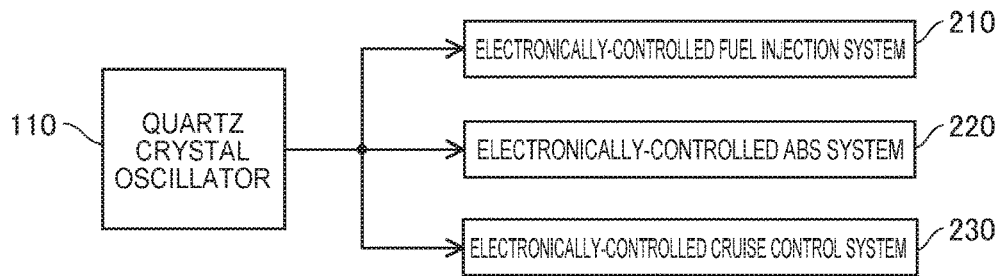 210
ELECTRONICALLY-CONTROLLED FUEL INJECTION SYSTEM
110
QUARTZ
CRYSTAL
OSCILLATOR
220
ELECTRONICALLY-CONTROLLED ABS SYSTEM
230
ELECTRONICALLY-CONTROLLED CRUISE CONTROL SYSTEM